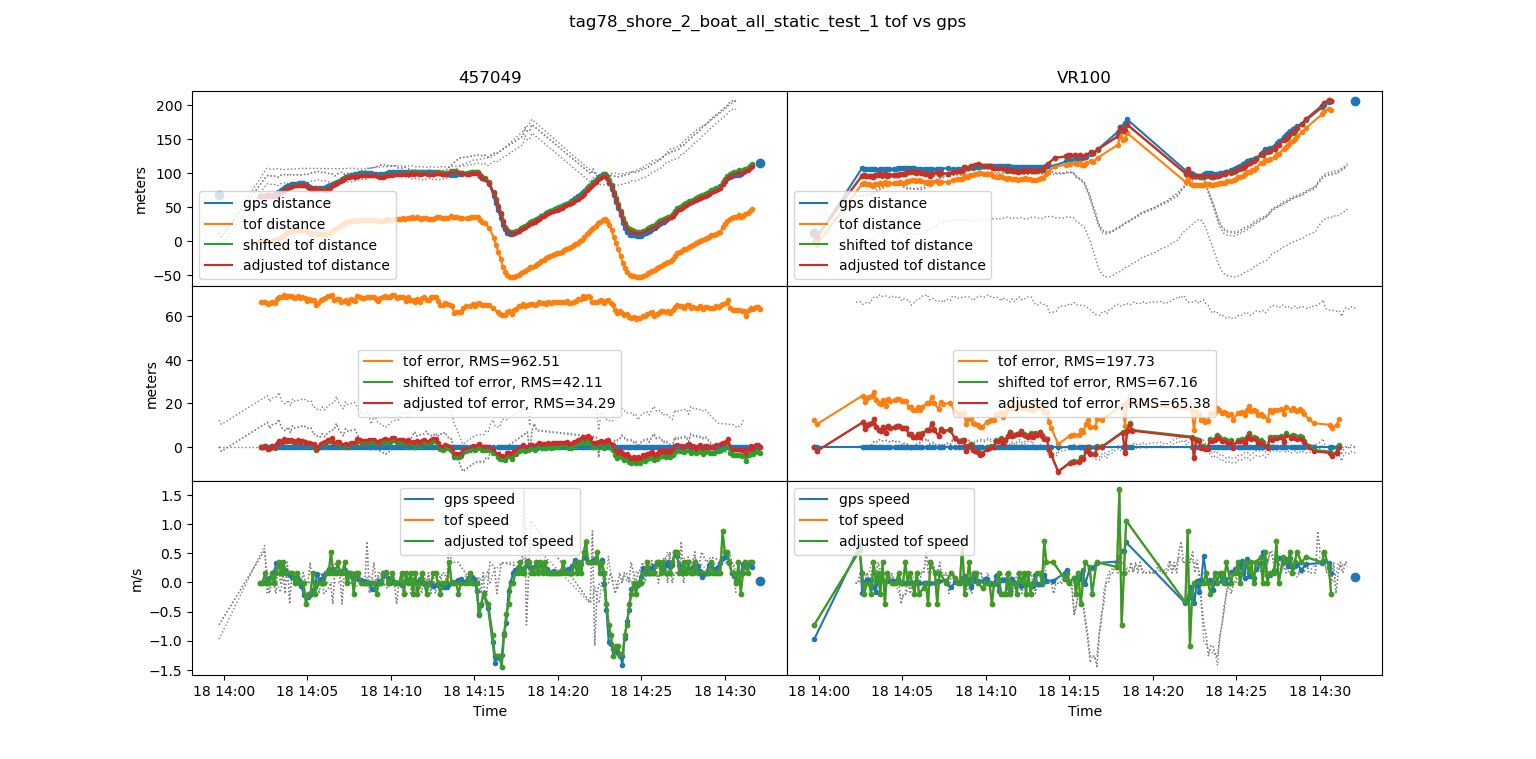 tag78_shore_2_boat_all_static_test_1 tof vs gps
457049
VR100
200
150
100
50
0
−50
meters
gps distance
tof distance
shifted tof distance
adjusted tof distance
gps distance
tof distance
shifted tof distance
adjusted tof distance
60
40
20
0
meters
tof error, RMS=962.51
shifted tof error, RMS=42.11
adjusted tof error, RMS=34.29
tof error, RMS=197.73
shifted tof error, RMS=67.16
adjusted tof error, RMS=65.38
1.5
1.0
0.5
0.0
−0.5
−1.0
−1.5
m/s
gps speed
tof speed
adjusted tof speed
gps speed
tof speed
adjusted tof speed
18 14:00 18 14:05 18 14:10 18 14:15 18 14:20 18 14:25 18 14:30
18 14:00 18 14:05 18 14:10 18 14:15 18 14:20 18 14:25 18 14:30
Time
Time